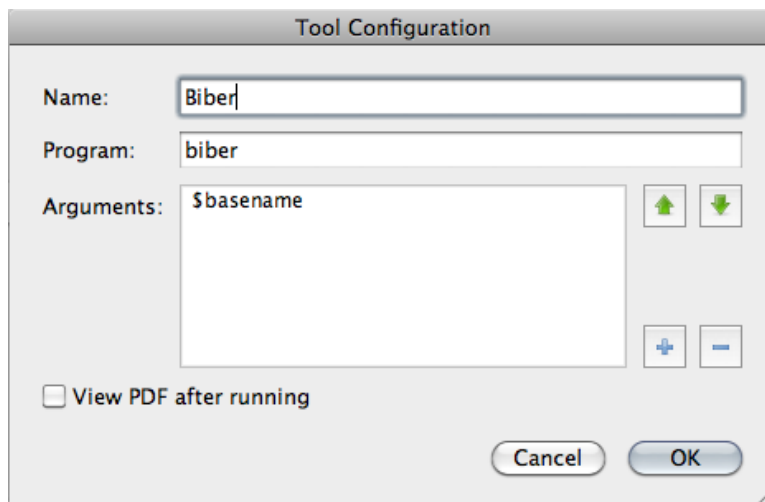 Tool Configuration
Name: Biber
Program: biber
Arguments: $basename
View PDF after running
Cancel OK